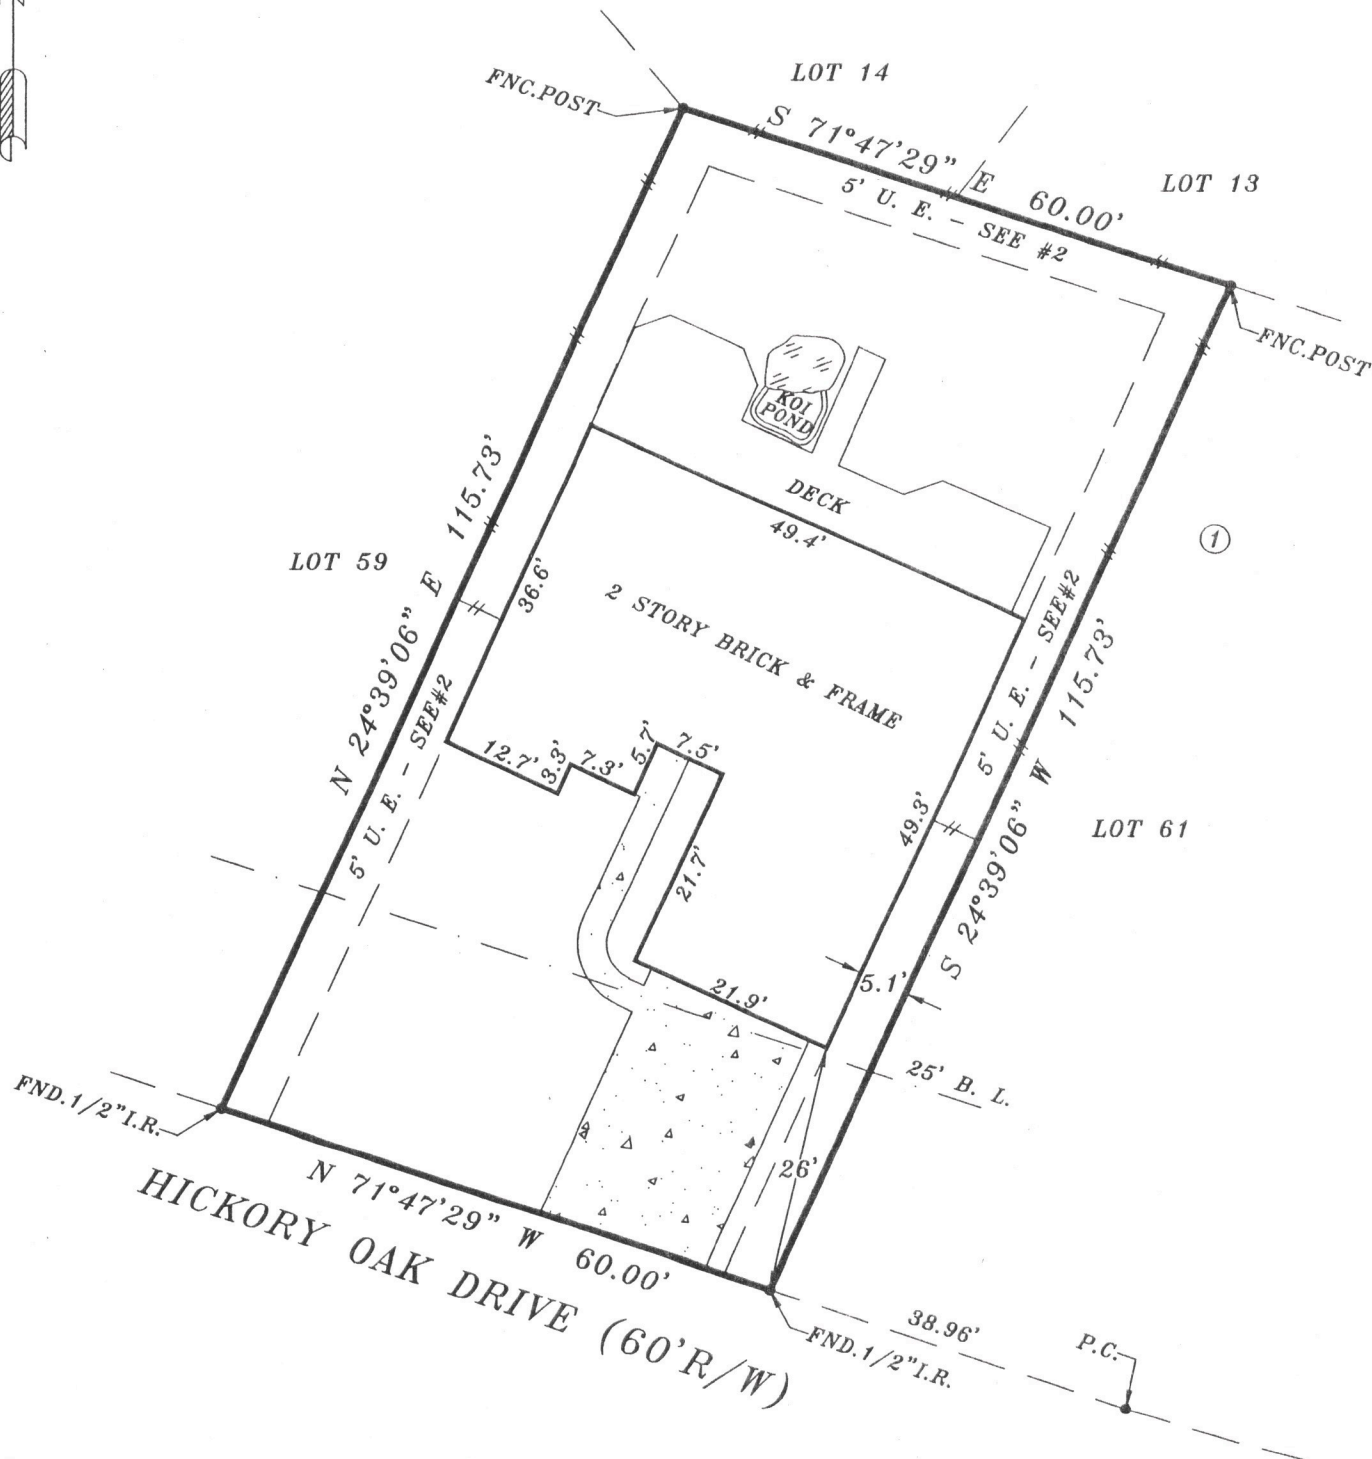 LOT 14
FNC.POST
S 71°47'29" E 60.00'
LOT 13
5' U. E. - SEE #2
FNC.POST
KOI
POND
DECK
49.4'
1
N 24°39'06" E 115.73'
LOT 59
36.6'
2 STORY BRICK & FRAME
5' U. E. - SEE#2
S 24°39'06" W 115.73'
5' U. E. - SEE#2
12.7'
3.3'
7.3'
5.7'
7.5'
49.3'
LOT 61
21.7'
5.1'
21.9'
25' B. L.
FND.1/2"I.R.
26'
N 71°47'29" W 60.00'
HICKORY OAK DRIVE (60'R/W)
38.96'
P.C.
FND.1/2"I.R.